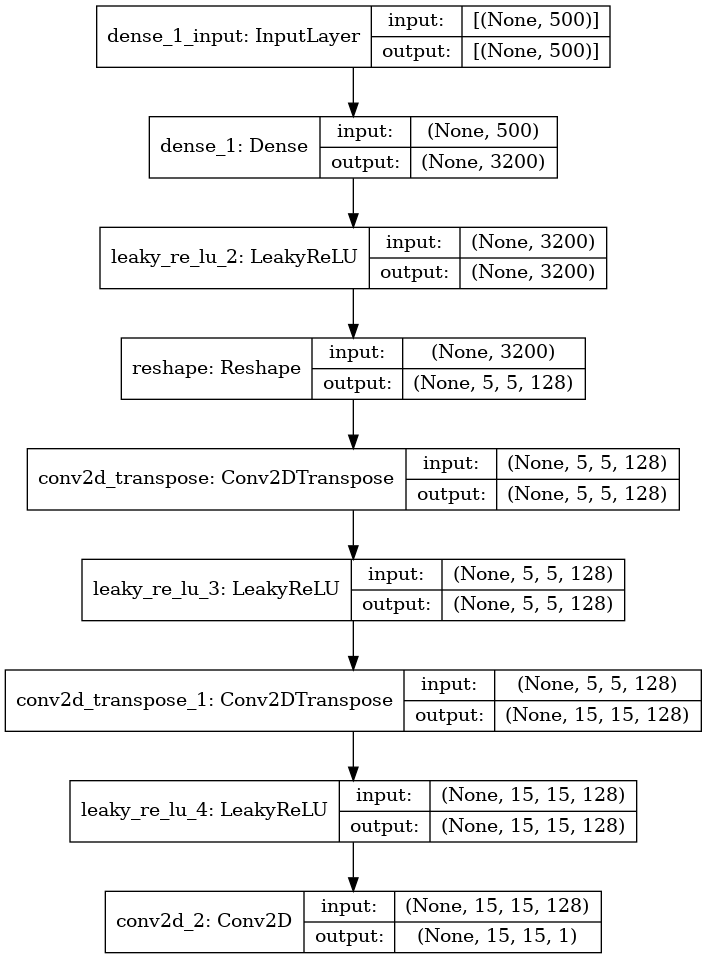 dense_1_input: InputLayer
input: [(None, 500)]
output: [(None, 500)]
dense_1: Dense
input: (None, 500)
output: (None, 3200)
leaky_re_lu_2: LeakyReLU
input: (None, 3200)
output: (None, 3200)
reshape: Reshape
input: (None, 3200)
output: (None, 5, 5, 128)
conv2d_transpose: Conv2DTranspose
input: (None, 5, 5, 128)
output: (None, 5, 5, 128)
leaky_re_lu_3: LeakyReLU
input: (None, 5, 5, 128)
output: (None, 5, 5, 128)
conv2d_transpose_1: Conv2DTranspose
input: (None, 5, 5, 128)
output: (None, 15, 15, 128)
leaky_re_lu_4: LeakyReLU
input: (None, 15, 15, 128)
output: (None, 15, 15, 128)
conv2d_2: Conv2D
input: (None, 15, 15, 128)
output: (None, 15, 15, 1)